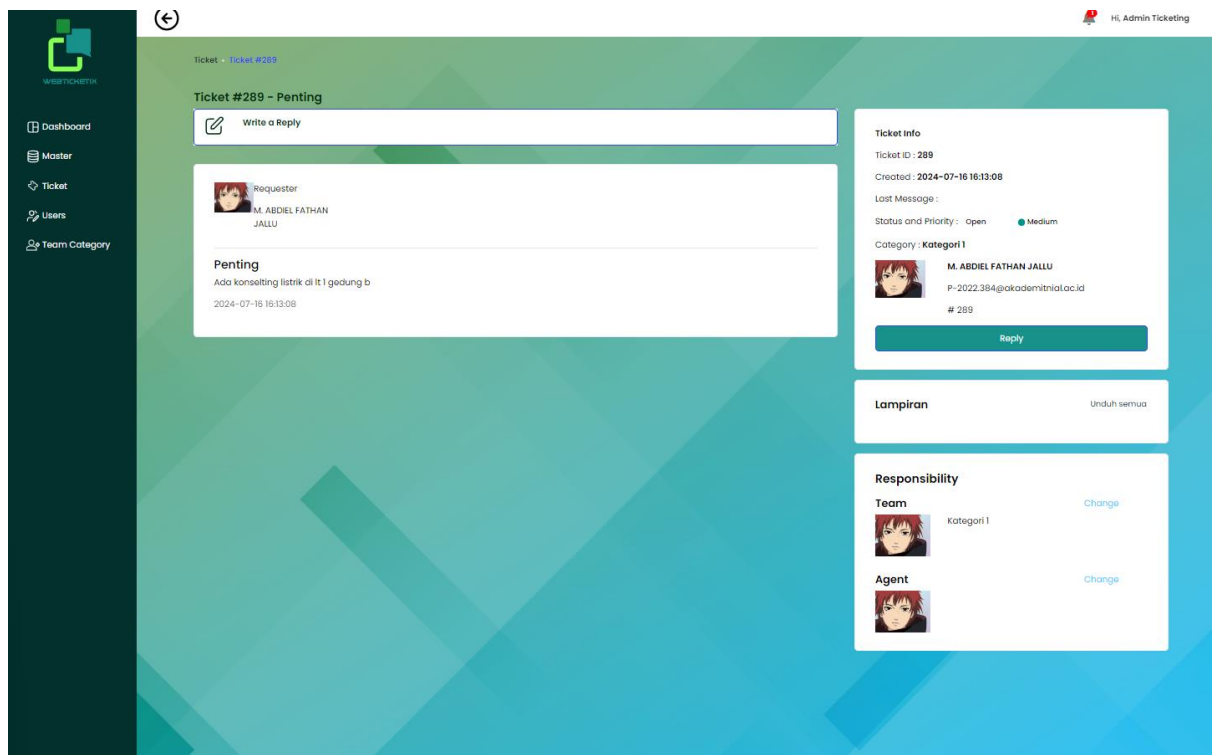 WEBTICKETIX
Dashboard
Master
Ticket
Users
Team Category
1
Hi, Admin Ticketing
Ticket • Ticket #289
Ticket #289 - Penting
Write a Reply
Requester
M. ABDIEL FATHAN
JALLU
Penting
Ada konselting listrik di lt 1 gedung b
2024-07-16 16:13:08
Ticket Info
Ticket ID : 289
Created : 2024-07-16 16:13:08
Last Message :
Status and Priority : Open Medium
Category : Kategori 1
M. ABDIEL FATHAN JALLU
P-2022.384@akademitnial.ac.id
# 289
Reply
Lampiran Unduh semua
Responsibility
Team Change
Kategori 1
Agent Change